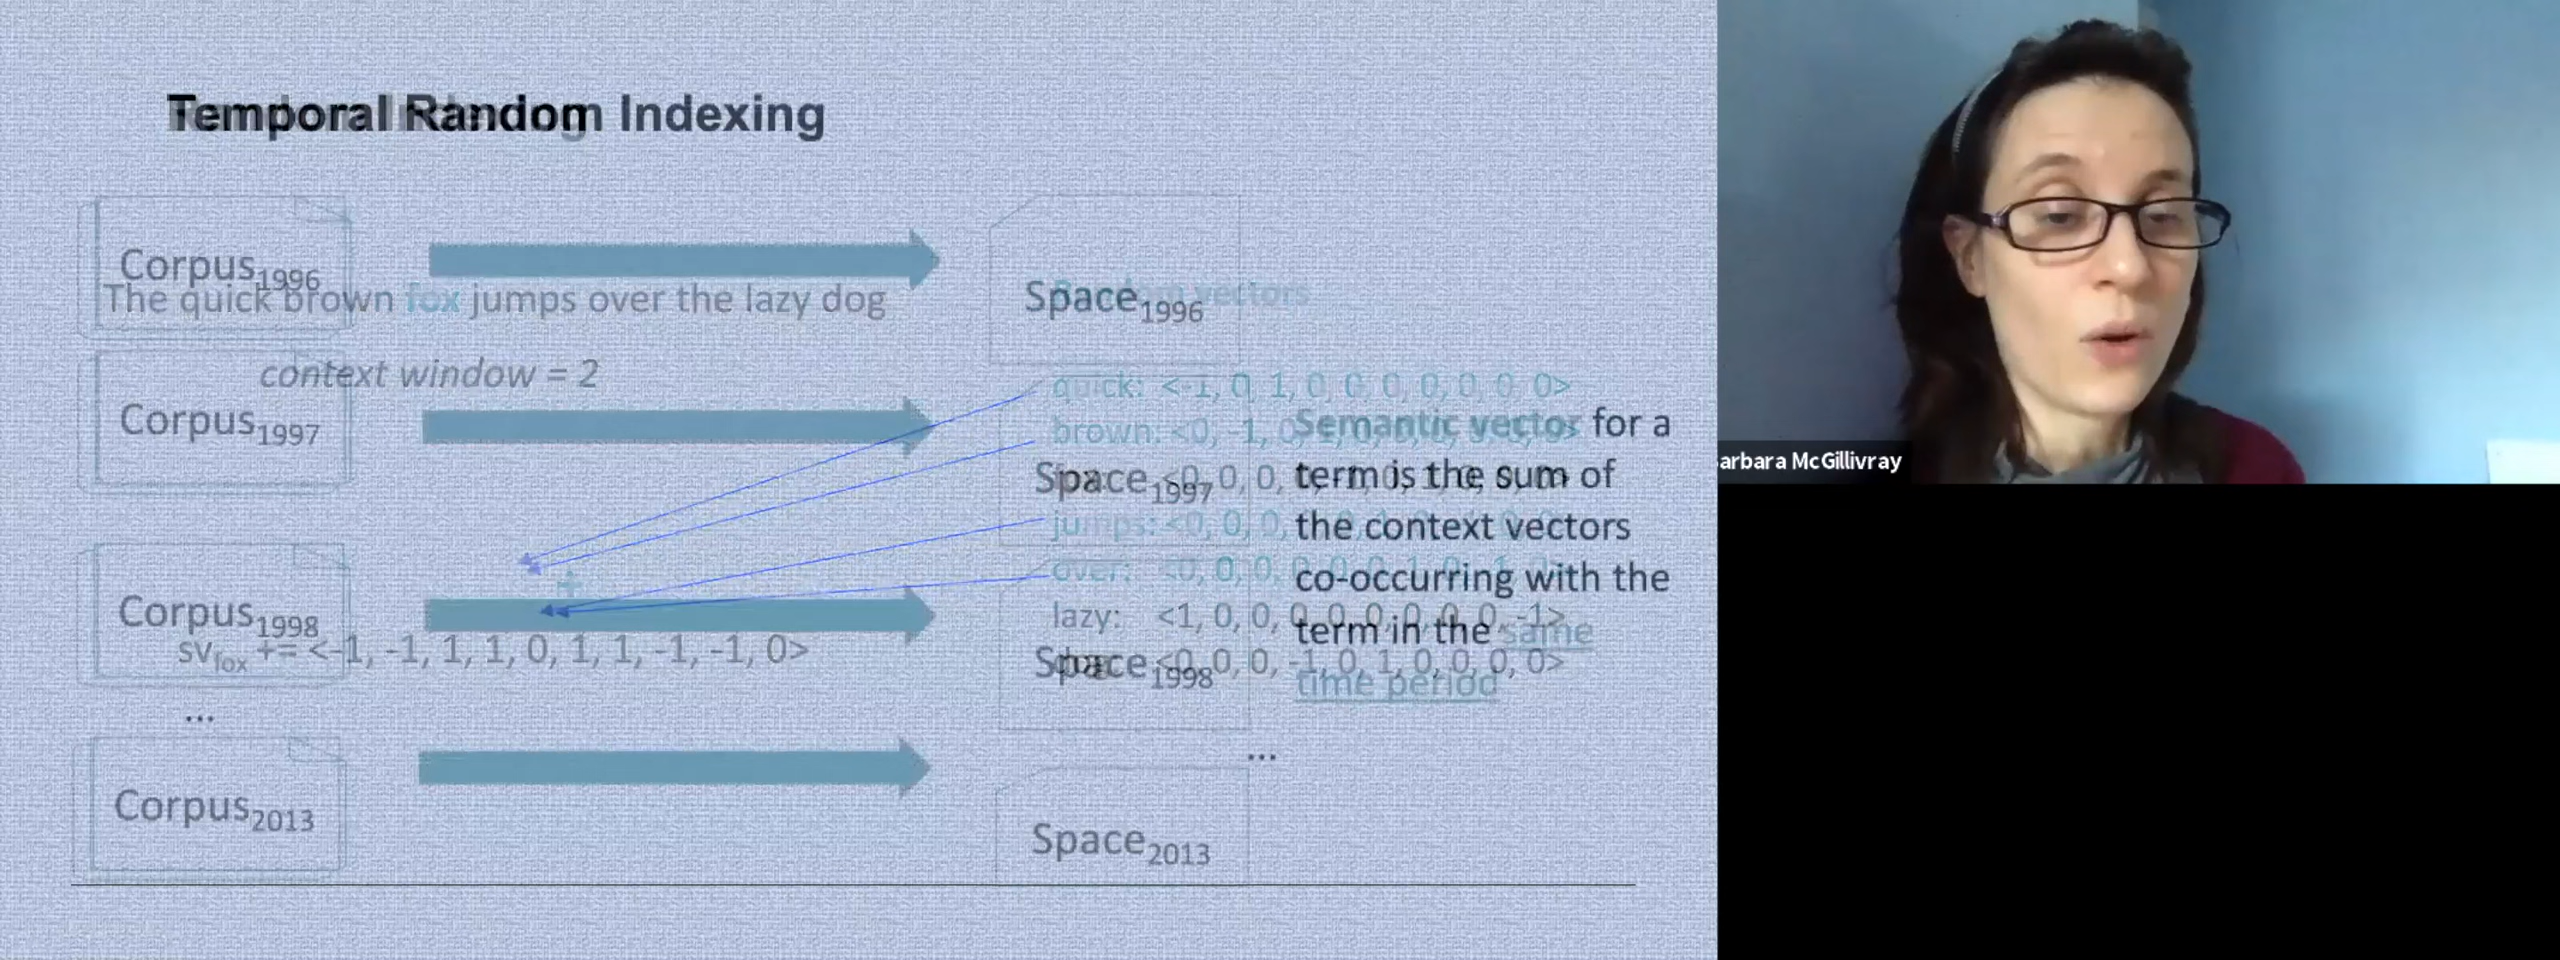 Temporal Random Indexing
Corpus1996
The quick brown fox jumps over the lazy dog
context window = 2
Corpus1997
Corpus1998
+
svfox += <-1, -1, 1, 1, 0, 1, 1, -1, -1, 0>
...
Corpus2013
Space1996
vectors
quick: <-1, 0, 1, 0, 0, 0, 0, 0, 0, 0>
brown: <0, -1, 0,
Space1997
jumps: <0, 0, 0,
over: <0, 0, 0,
lazy: <1, 0, 0, 0, 0, 0, 0, 0, 0, -1>
<0, 0, 0, -1, 0, 1, 0, 0, 0, 0>
Space1998
...
Space2013
Semantic vector for a
term is the sum of
the context vectors
co-occurring with the
term in the same
time period
arbara McGillivray